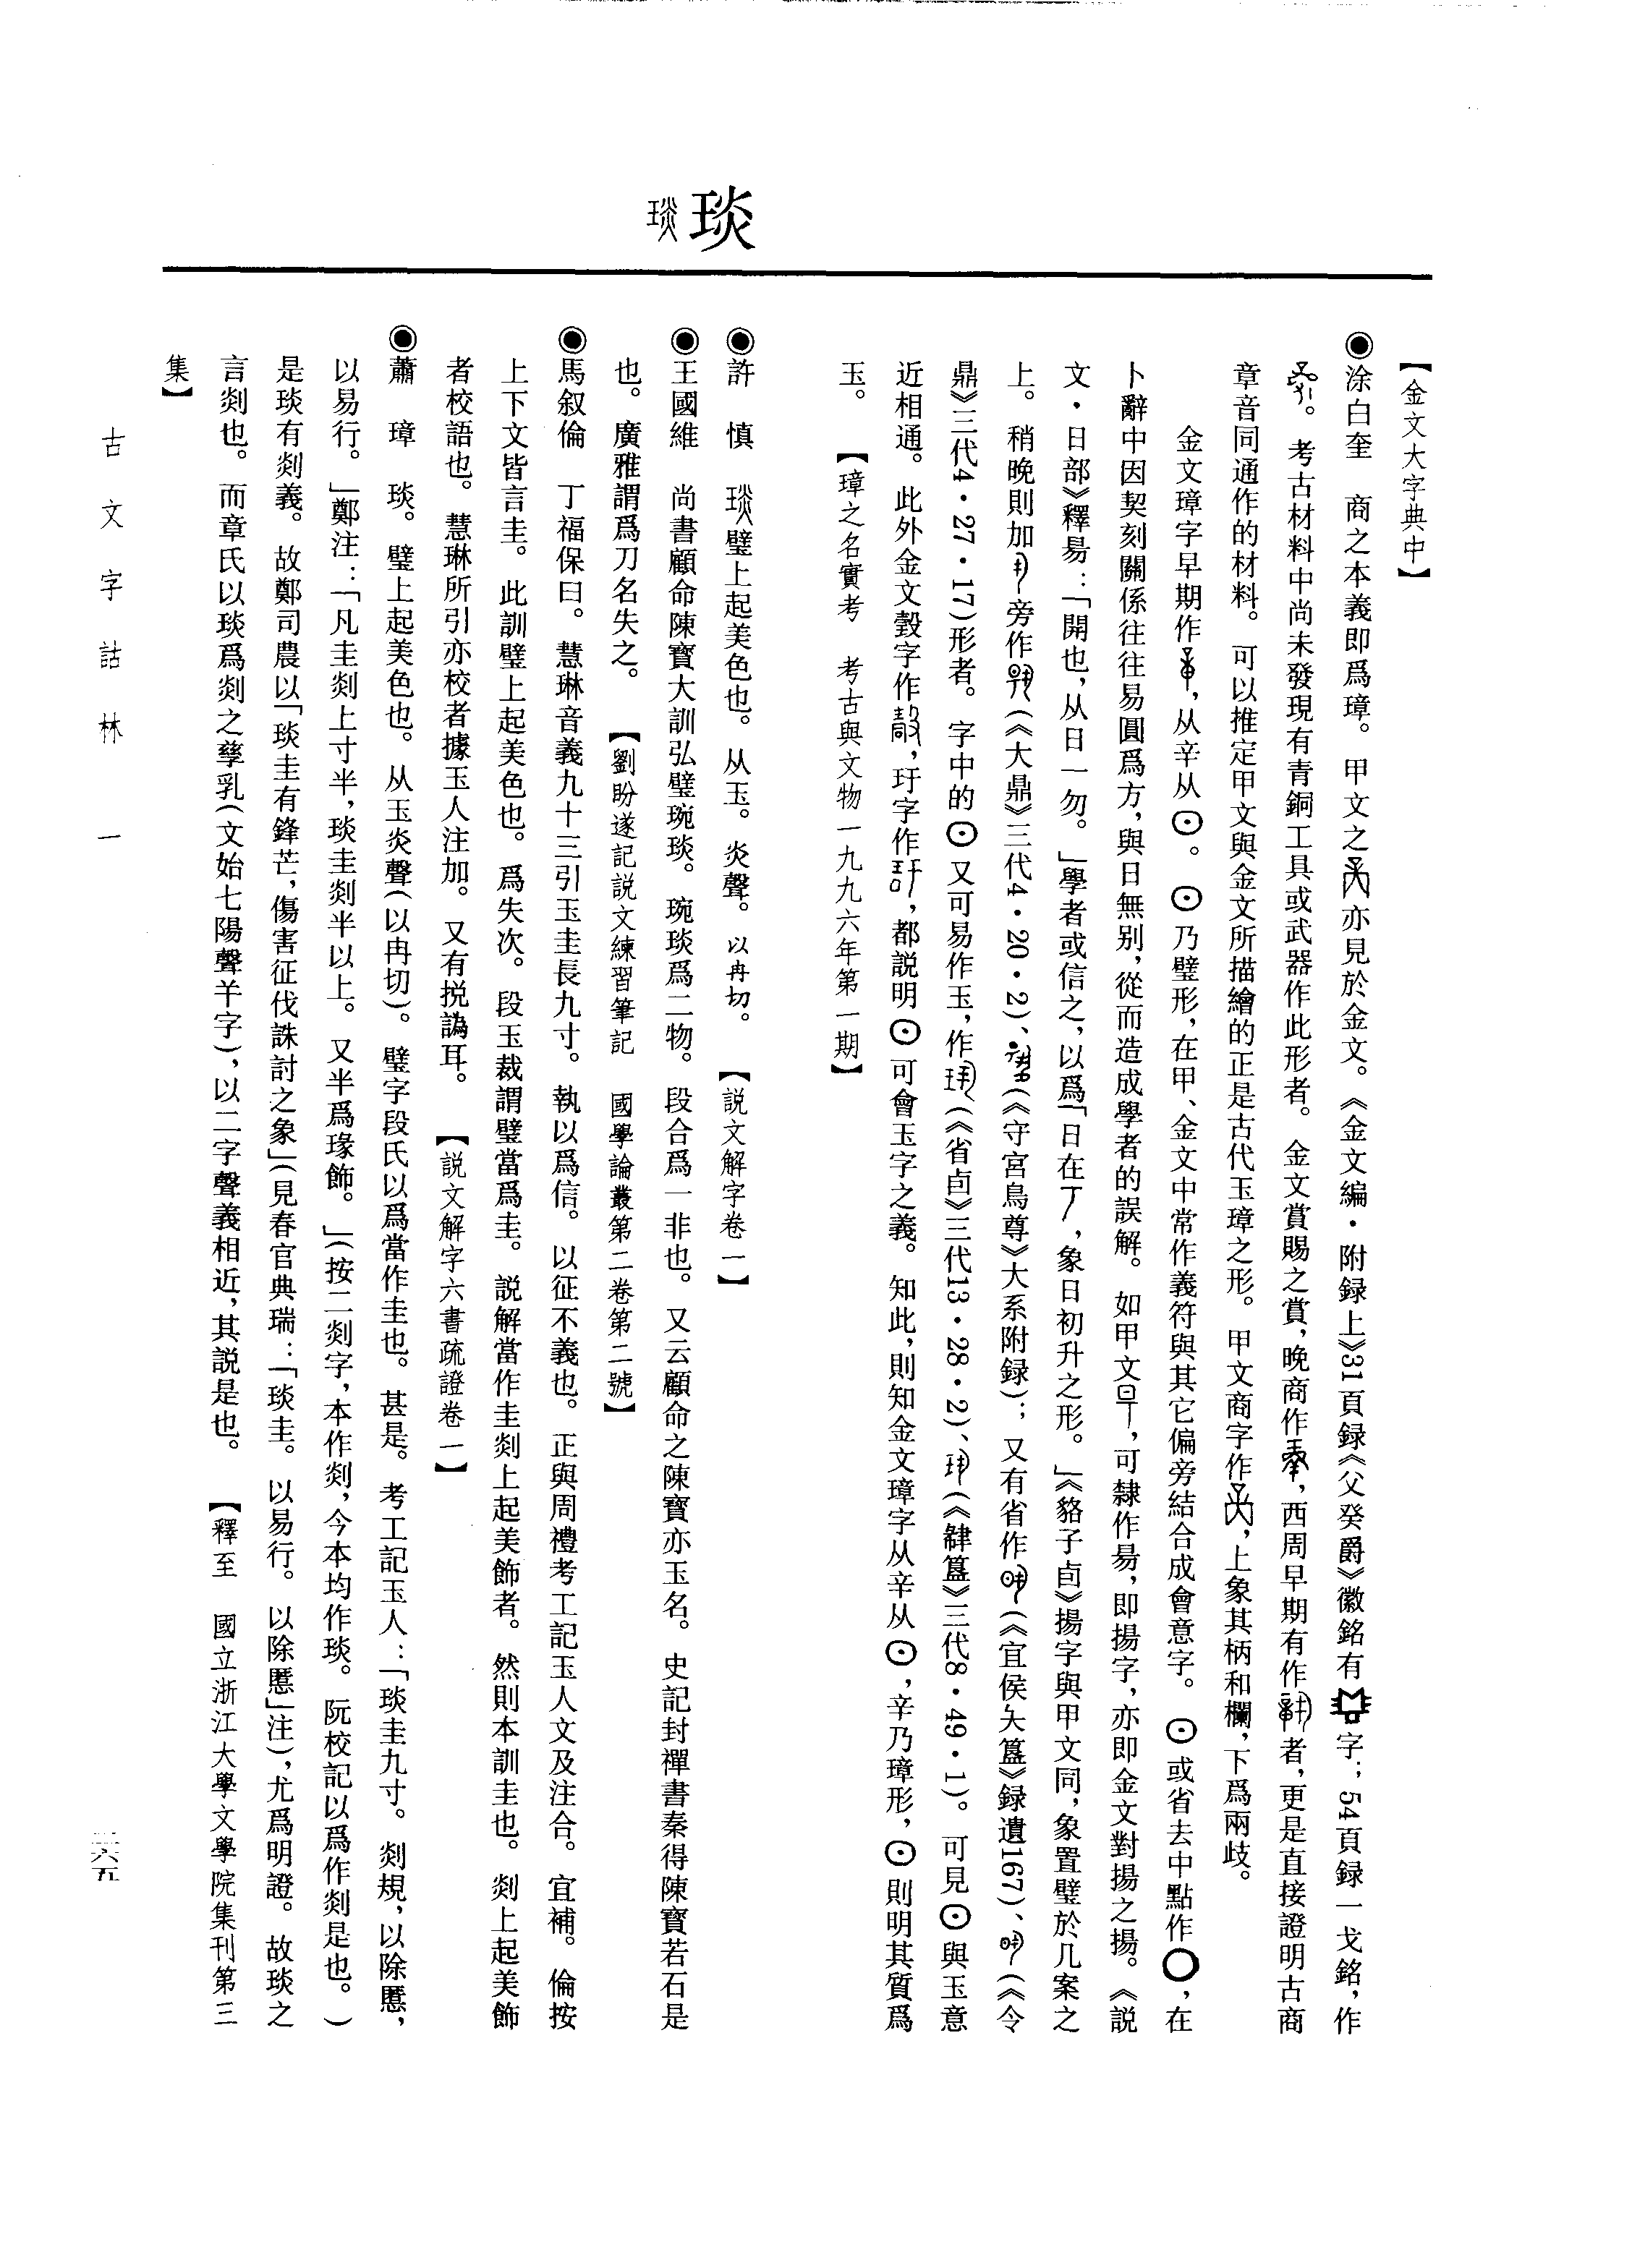 琰
【金文大字典中】
◉涂白奎　商之本義即爲璋。甲文之亦見於金文。《金文編·附録上》31頁録《父癸爵》徽銘有字；54頁録一戈銘，作
。考古材料中尚未發現有青銅工具或武器作此形者。金文賞賜之賞，晚商作，西周早期有作者，更是直接證明古商
章音同通作的材料。可以推定甲文與金文所描繪的正是古代玉璋之形。甲文商字作，上象其柄和欄，下爲兩歧。
金文璋字早期作，从辛从⊙。⊙乃璧形，在甲、金文中常作義符與其它偏旁結合成會意字。⊙或省去中點作〇，在
卜辭中因契刻關係往往易圓爲方，與日無别，從而造成學者的誤解。如甲文，可隸作昜，即揚字，亦即金文對揚之揚。《説
文·日部》釋昜：「開也，从日一勿。」學者或信之，以爲「日在丁，象日初升之形。」《貉子卣》揚字與甲文同，象置璧於几案之
上。稍晚則加旁作（《大鼎》三代4·20·2）、（《守宮鳥尊》大系附録）；又有省作（《宜侯夨簋》録遺167）、（《令
鼎》三代4·27·17）形者。字中的⊙又可易作玉，作（《省卣》三代13·28·2）、（《肄簋》三代8·49·1）。可見⊙與玉意
近相通。此外金文瑴字作，玗字作，都説明⊙可會玉字之義。知此，則知金文璋字从辛从⊙，辛乃璋形，⊙則明其質爲
玉。【璋之名實考　考古與文物一九九六年第一期】
◉許　慎　璧上起美色也。从玉。炎聲。以冉切。【説文解字卷一】
◉王國維　尚書顧命陳寶大訓弘璧琬琰。琬琰爲二物。段合爲一非也。又云顧命之陳寶亦玉名。史記封禪書秦得陳寶若石是
也。廣雅謂爲刀名失之。【劉盼遂記説文練習筆記　國學論叢第二卷第二號】
◉馬叙倫　丁福保曰。慧琳音義九十三引玉圭長九寸。執以爲信。以征不義也。正與周禮考工記玉人文及注合。宜補。倫按
上下文皆言圭。此訓璧上起美色也。爲失次。段玉裁謂璧當爲圭。説解當作圭剡上起美飾者。然則本訓圭也。剡上起美飾
者校語也。慧琳所引亦校者據玉人注加。又有挩譌耳。【説文解字六書疏證卷一】
◉蕭　璋　琰。璧上起美色也。从玉炎聲（以冉切）。璧字段氏以爲當作圭也。甚是。考工記玉人：「琰圭九寸。剡規，以除慝，
以易行。」鄭注：「凡圭剡上寸半，琰圭剡半以上。又半爲瑑飾。」（按二剡字，本作剡，今本均作琰。阮校記以爲作剡是也。）
是琰有剡義。故鄭司農以「琰圭有鋒芒，傷害征伐誅討之象」（見春官典瑞：「琰圭。以易行。以除慝」注），尤爲明證。故琰之
言剡也。而章氏以琰爲剡之孳乳（文始七陽聲羊字），以二字聲義相近，其説是也。【釋至　國立浙江大學文學院集刊第三
集】
古文字詁林　一
三六五